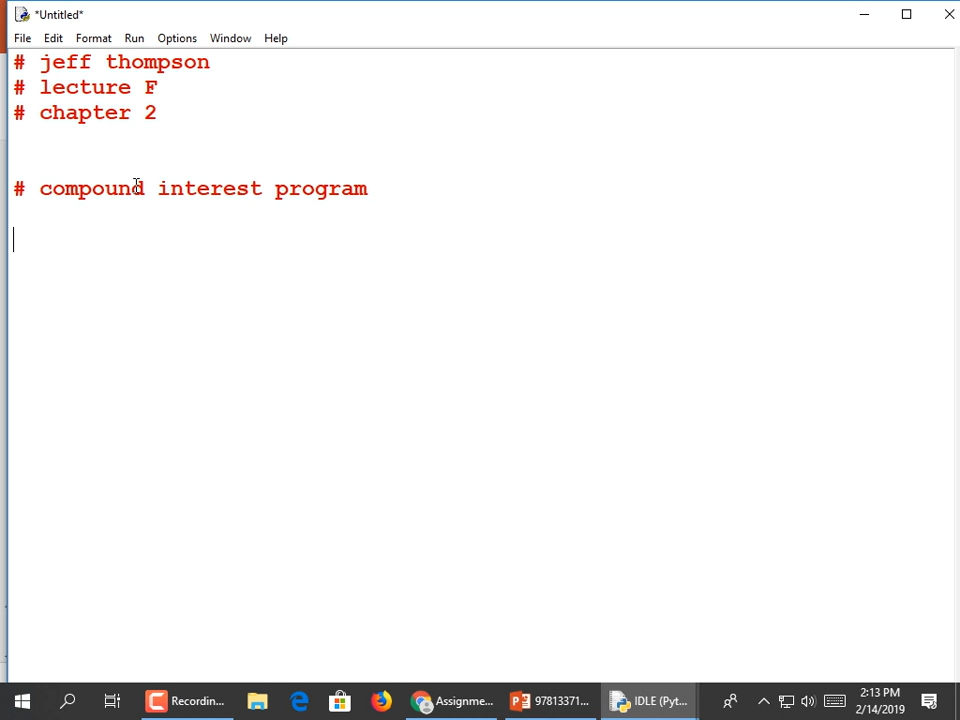 *Untitled*
File Edit Format Run Options Window Help
# jeff thompson
# lecture F
# chapter 2
# compound interest program
Recordin... Assignme... 978133371... IDLE (Pyt... 2:13 PM
2/14/2019